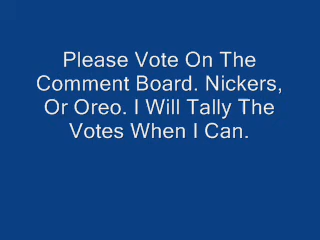 Please Vote On The
Comment Board. Nickers,
Or Oreo. I Will Tally The
Votes When I Can.